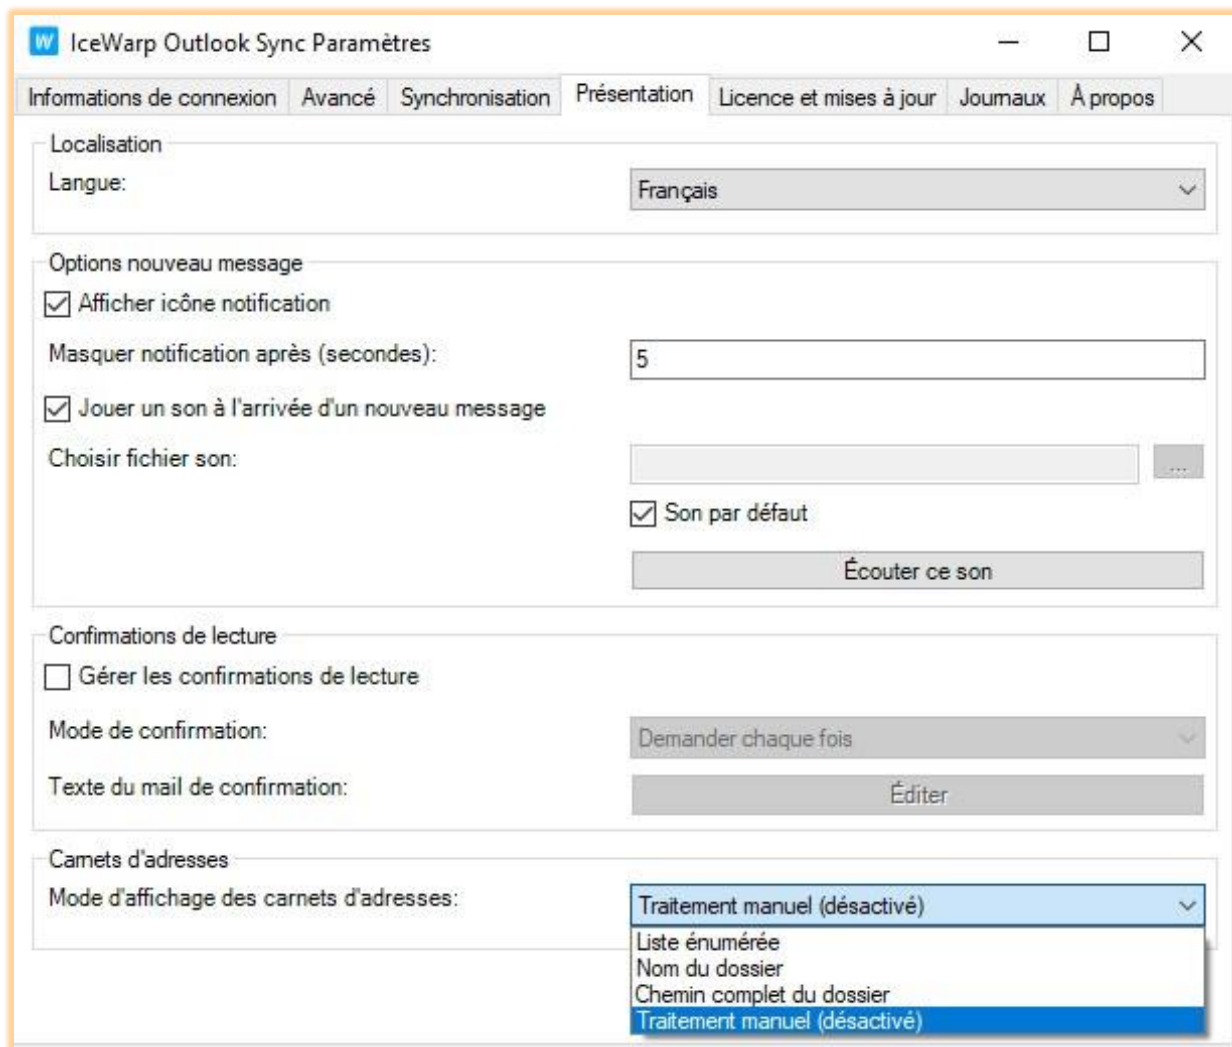 W IceWarp Outlook Sync Paramètres
Informations de connexion Avancé Synchronisation Présentation Licence et mises à jour Journaux À propos
Localisation
Langue: Français
Options nouveau message
Afficher icône notification
Masquer notification après (secondes): 5
Jouer un son à l'arrivée d'un nouveau message
Choisir fichier son: ...
Son par défaut
Écouter ce son
Confirmations de lecture
Gérer les confirmations de lecture
Mode de confirmation: Demander chaque fois
Texte du mail de confirmation: Éditer
Carnets d'adresses
Mode d'affichage des carnets d'adresses: Traitement manuel (désactivé)
Liste énumérée
Nom du dossier
Chemin complet du dossier
Traitement manuel (désactivé)